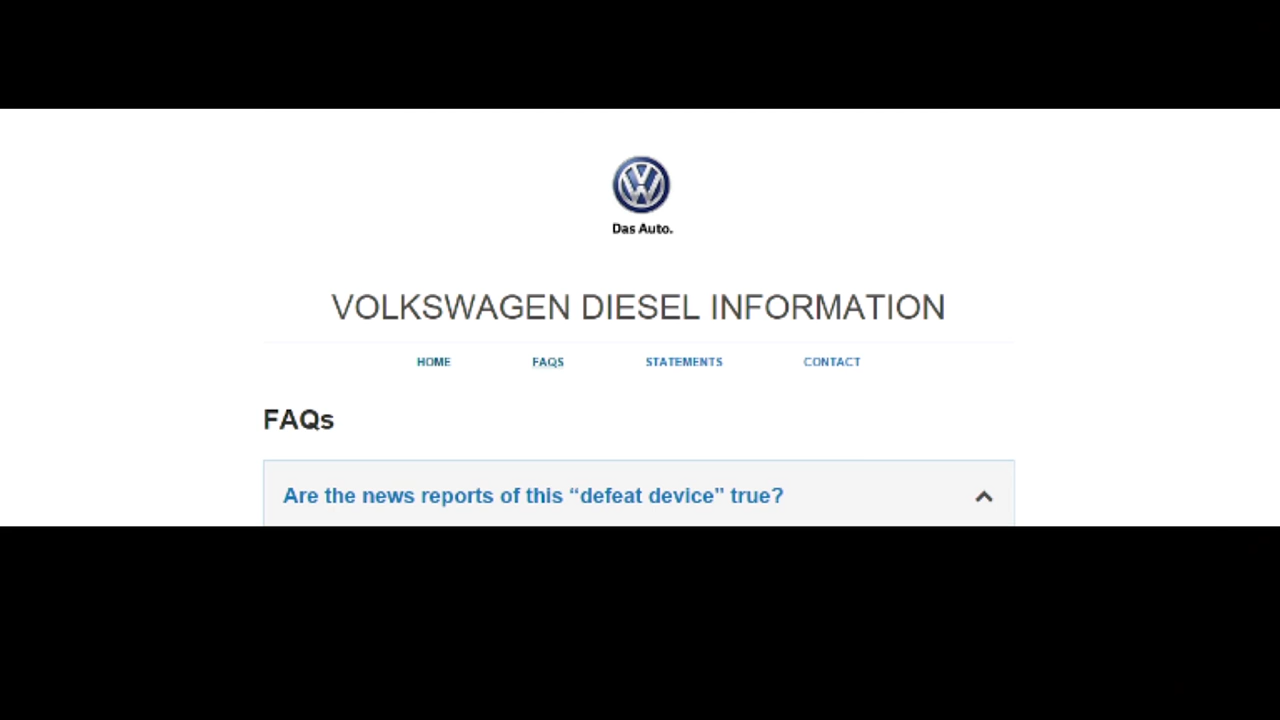 Das Auto.
VOLKSWAGEN DIESEL INFORMATION
HOME FAQS STATEMENTS CONTACT
FAQs
Are the news reports of this “defeat device” true?